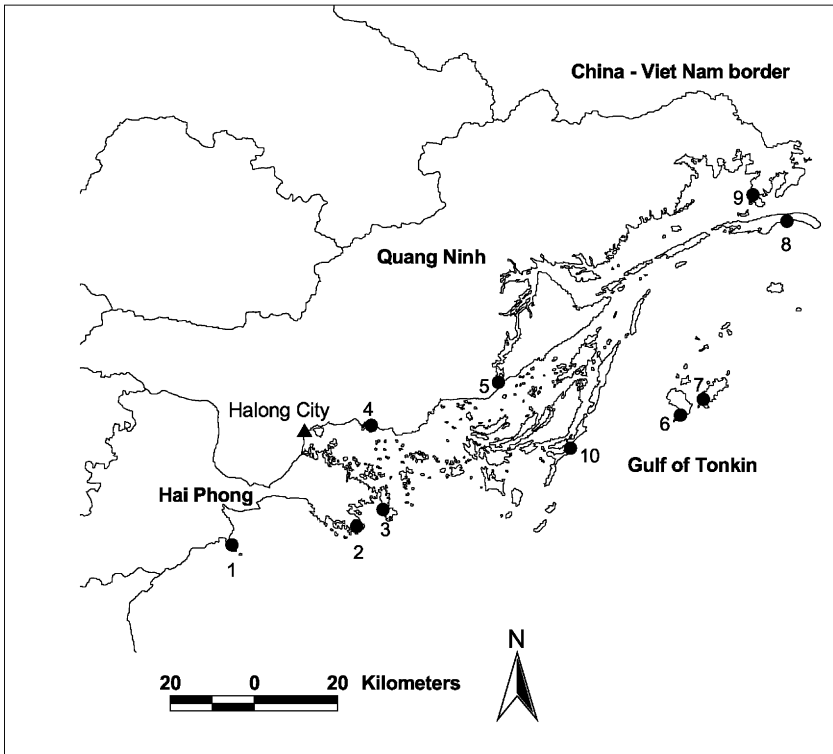 China - Viet Nam border
9
8
Quang Ninh
5
7
6
Halong City
4
10
Gulf of Tonkin
Hai Phong
3
2
1
N
20 0 20 Kilometers